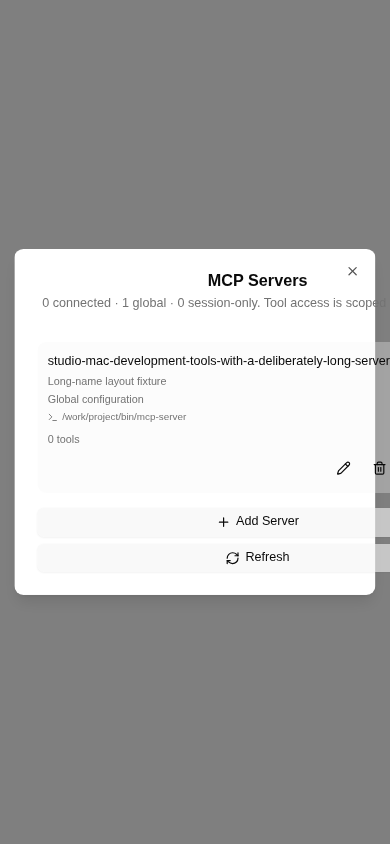 MCP Servers
0 connected · 1 global · 0 session-only. Tool access is scoped
studio-mac-development-tools-with-a-deliberately-long-server
Long-name layout fixture
Global configuration
/work/project/bin/mcp-server
0 tools
Add Server
Refresh